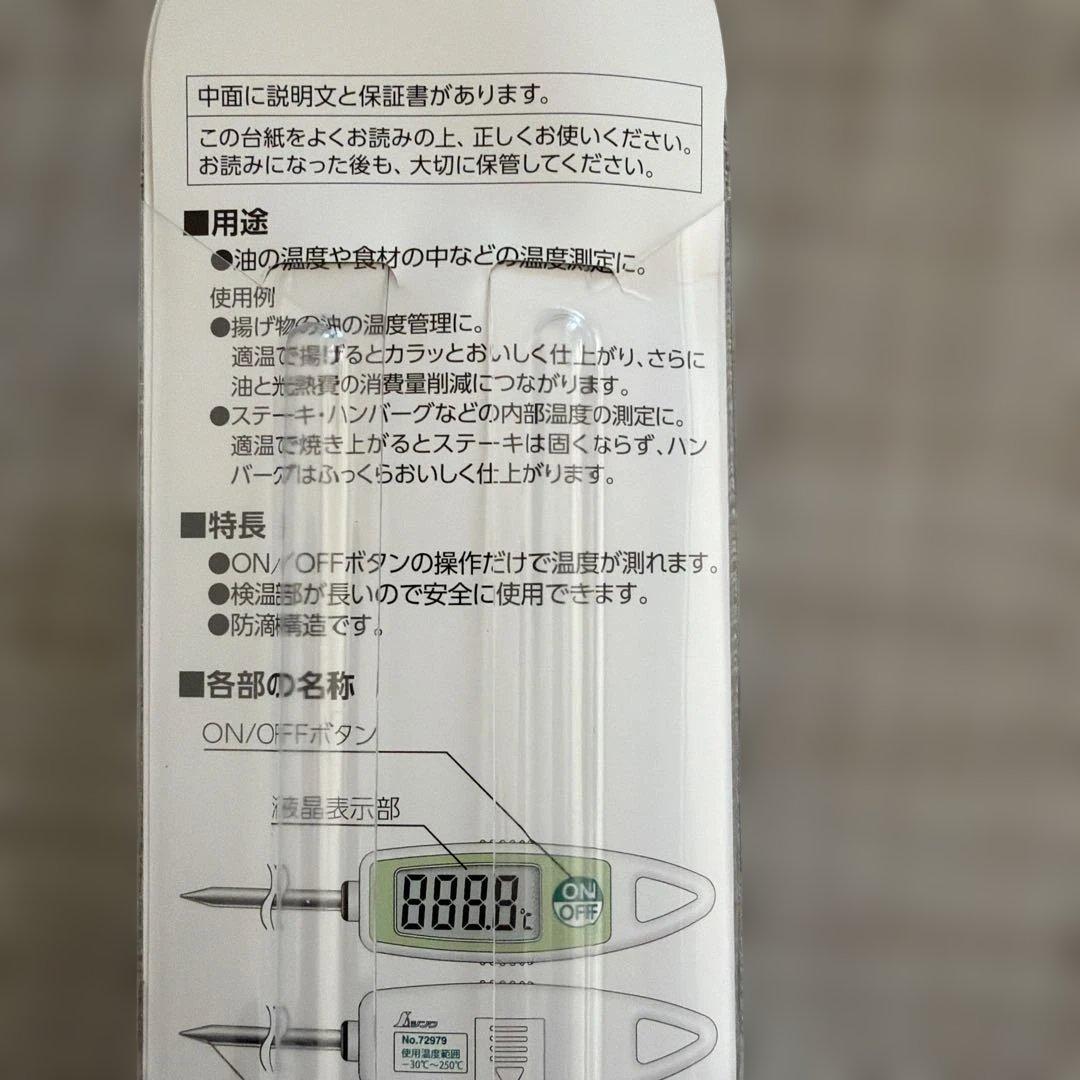 中面に説明文と保証書があります。
この台紙をよくお読みの上、正しくお使いください。
お読みになった後も、大切に保管してください。
■用途
●油の温度や食材の中などの温度測定に。
使用例
●揚げ物の油の温度管理に。
適温で揚げるとカラッとおいしく仕上がり、さらに
油と光熱費の消費量削減につながります。
●ステーキ・ハンバーグなどの内部温度の測定に。
適温で焼き上がるとステーキは固くならず、ハン
バーグはふっくらおいしく仕上がります。
■特長
●ON/OFFボタンの操作だけで温度が測れます。
●検温部が長いので安全に使用できます。
●防滴構造です。
■各部の名称
ON/OFFボタン
液晶表示部
888.8℃
ON
OFF
シンワ
No.72979
使用温度範囲
－30℃～250℃